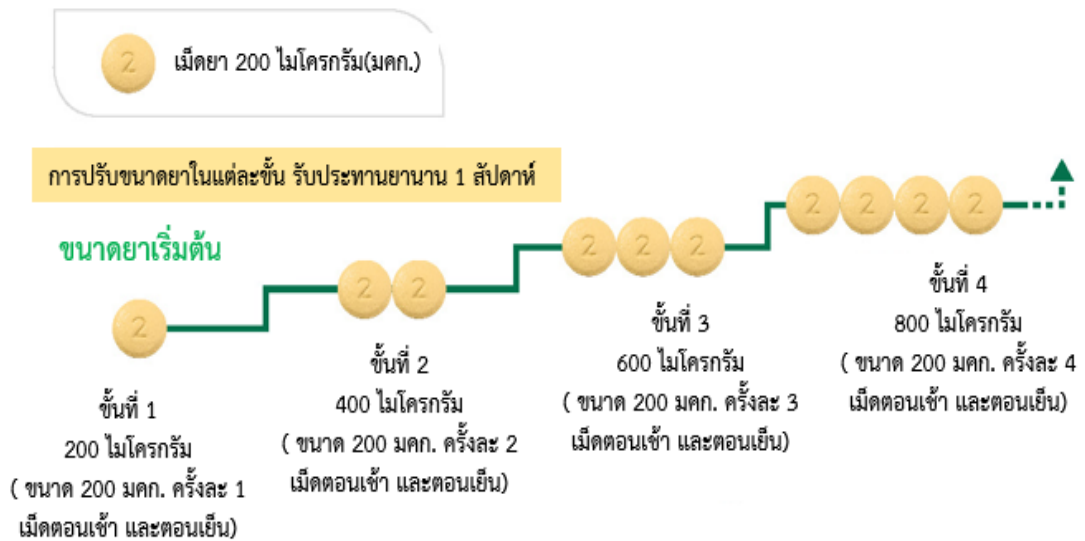 2 เม็ดยา 200 ไมโครกรัม(มคก.)
การปรับขนาดยาในแต่ละขั้น รับประทานยานาน 1 สัปดาห์
ขนาดยาเริ่มต้น
2
ขั้นที่ 1
200 ไมโครกรัม
( ขนาด 200 มคก. ครั้งละ 1
เม็ดตอนเช้า และตอนเย็น)
2 2
ขั้นที่ 2
400 ไมโครกรัม
( ขนาด 200 มคก. ครั้งละ 2
เม็ดตอนเช้า และตอนเย็น)
2 2 2
ขั้นที่ 3
600 ไมโครกรัม
( ขนาด 200 มคก. ครั้งละ 3
เม็ดตอนเช้า และตอนเย็น)
2 2 2 2
ขั้นที่ 4
800 ไมโครกรัม
( ขนาด 200 มคก. ครั้งละ 4
เม็ดตอนเช้า และตอนเย็น)